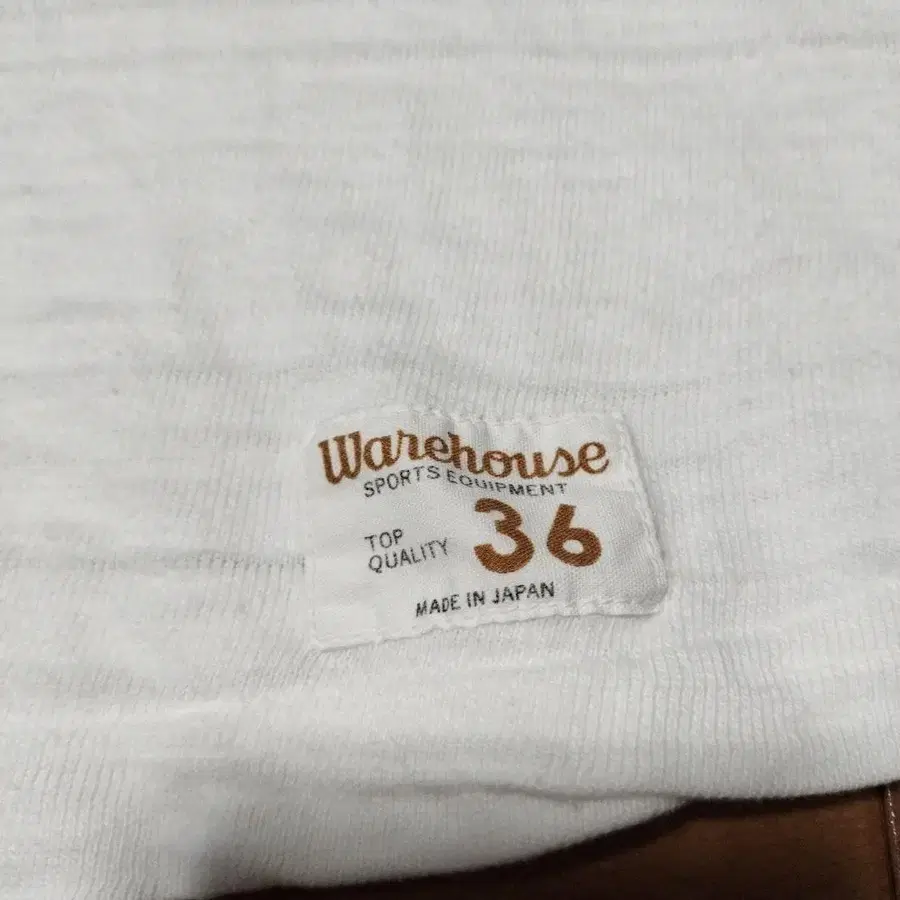 Warehouse
SPORTS EQUIPMENT
TOP
QUALITY
36
MADE IN JAPAN